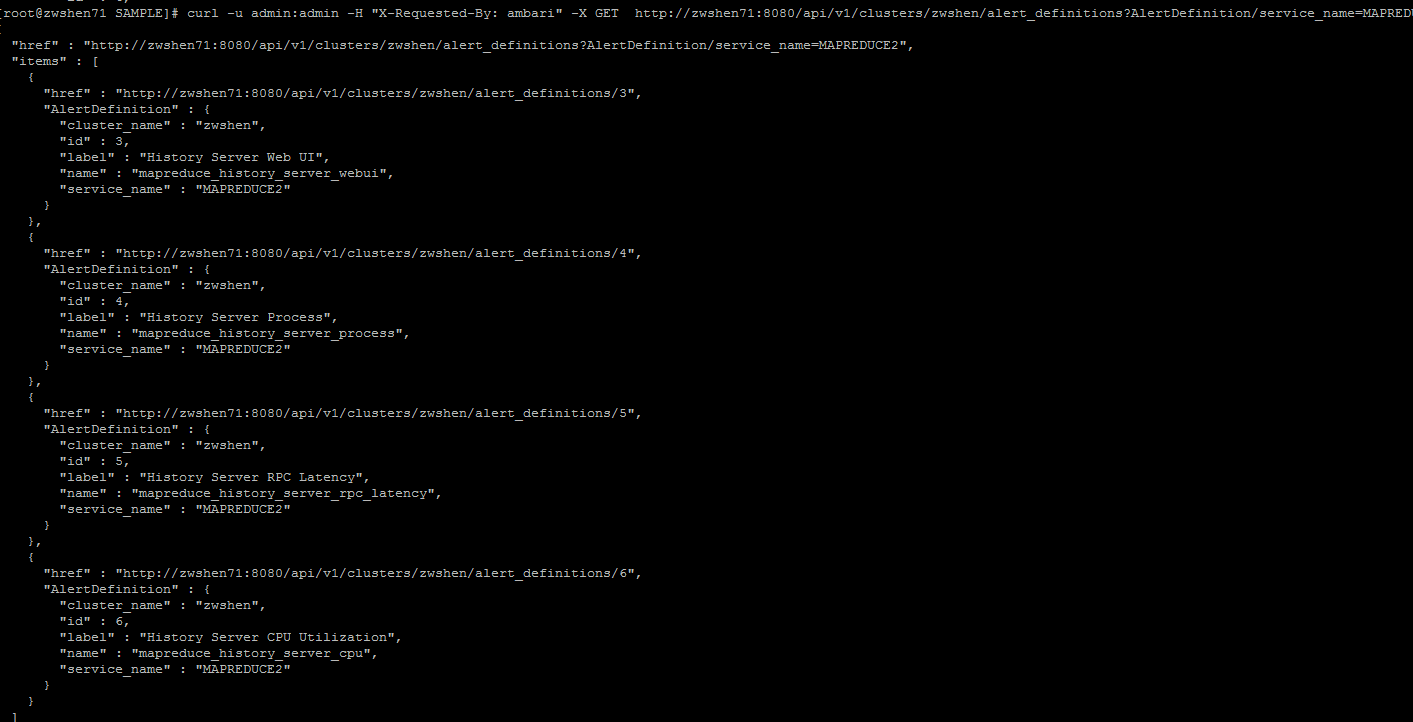 [root@zwshen71 SAMPLE]# curl -u admin:admin -H "X-Requested-By: ambari" -X GET  http://zwshen71:8080/api/v1/clusters/zwshen/alert_definitions?AlertDefinition/service_name=MAPRED
{
  "href" : "http://zwshen71:8080/api/v1/clusters/zwshen/alert_definitions?AlertDefinition/service_name=MAPREDUCE2",
  "items" : [
    {
      "href" : "http://zwshen71:8080/api/v1/clusters/zwshen/alert_definitions/3",
      "AlertDefinition" : {
        "cluster_name" : "zwshen",
        "id" : 3,
        "label" : "History Server Web UI",
        "name" : "mapreduce_history_server_webui",
        "service_name" : "MAPREDUCE2"
      }
    },
    {
      "href" : "http://zwshen71:8080/api/v1/clusters/zwshen/alert_definitions/4",
      "AlertDefinition" : {
        "cluster_name" : "zwshen",
        "id" : 4,
        "label" : "History Server Process",
        "name" : "mapreduce_history_server_process",
        "service_name" : "MAPREDUCE2"
      }
    },
    {
      "href" : "http://zwshen71:8080/api/v1/clusters/zwshen/alert_definitions/5",
      "AlertDefinition" : {
        "cluster_name" : "zwshen",
        "id" : 5,
        "label" : "History Server RPC Latency",
        "name" : "mapreduce_history_server_rpc_latency",
        "service_name" : "MAPREDUCE2"
      }
    },
    {
      "href" : "http://zwshen71:8080/api/v1/clusters/zwshen/alert_definitions/6",
      "AlertDefinition" : {
        "cluster_name" : "zwshen",
        "id" : 6,
        "label" : "History Server CPU Utilization",
        "name" : "mapreduce_history_server_cpu",
        "service_name" : "MAPREDUCE2"
      }
    }
  ]